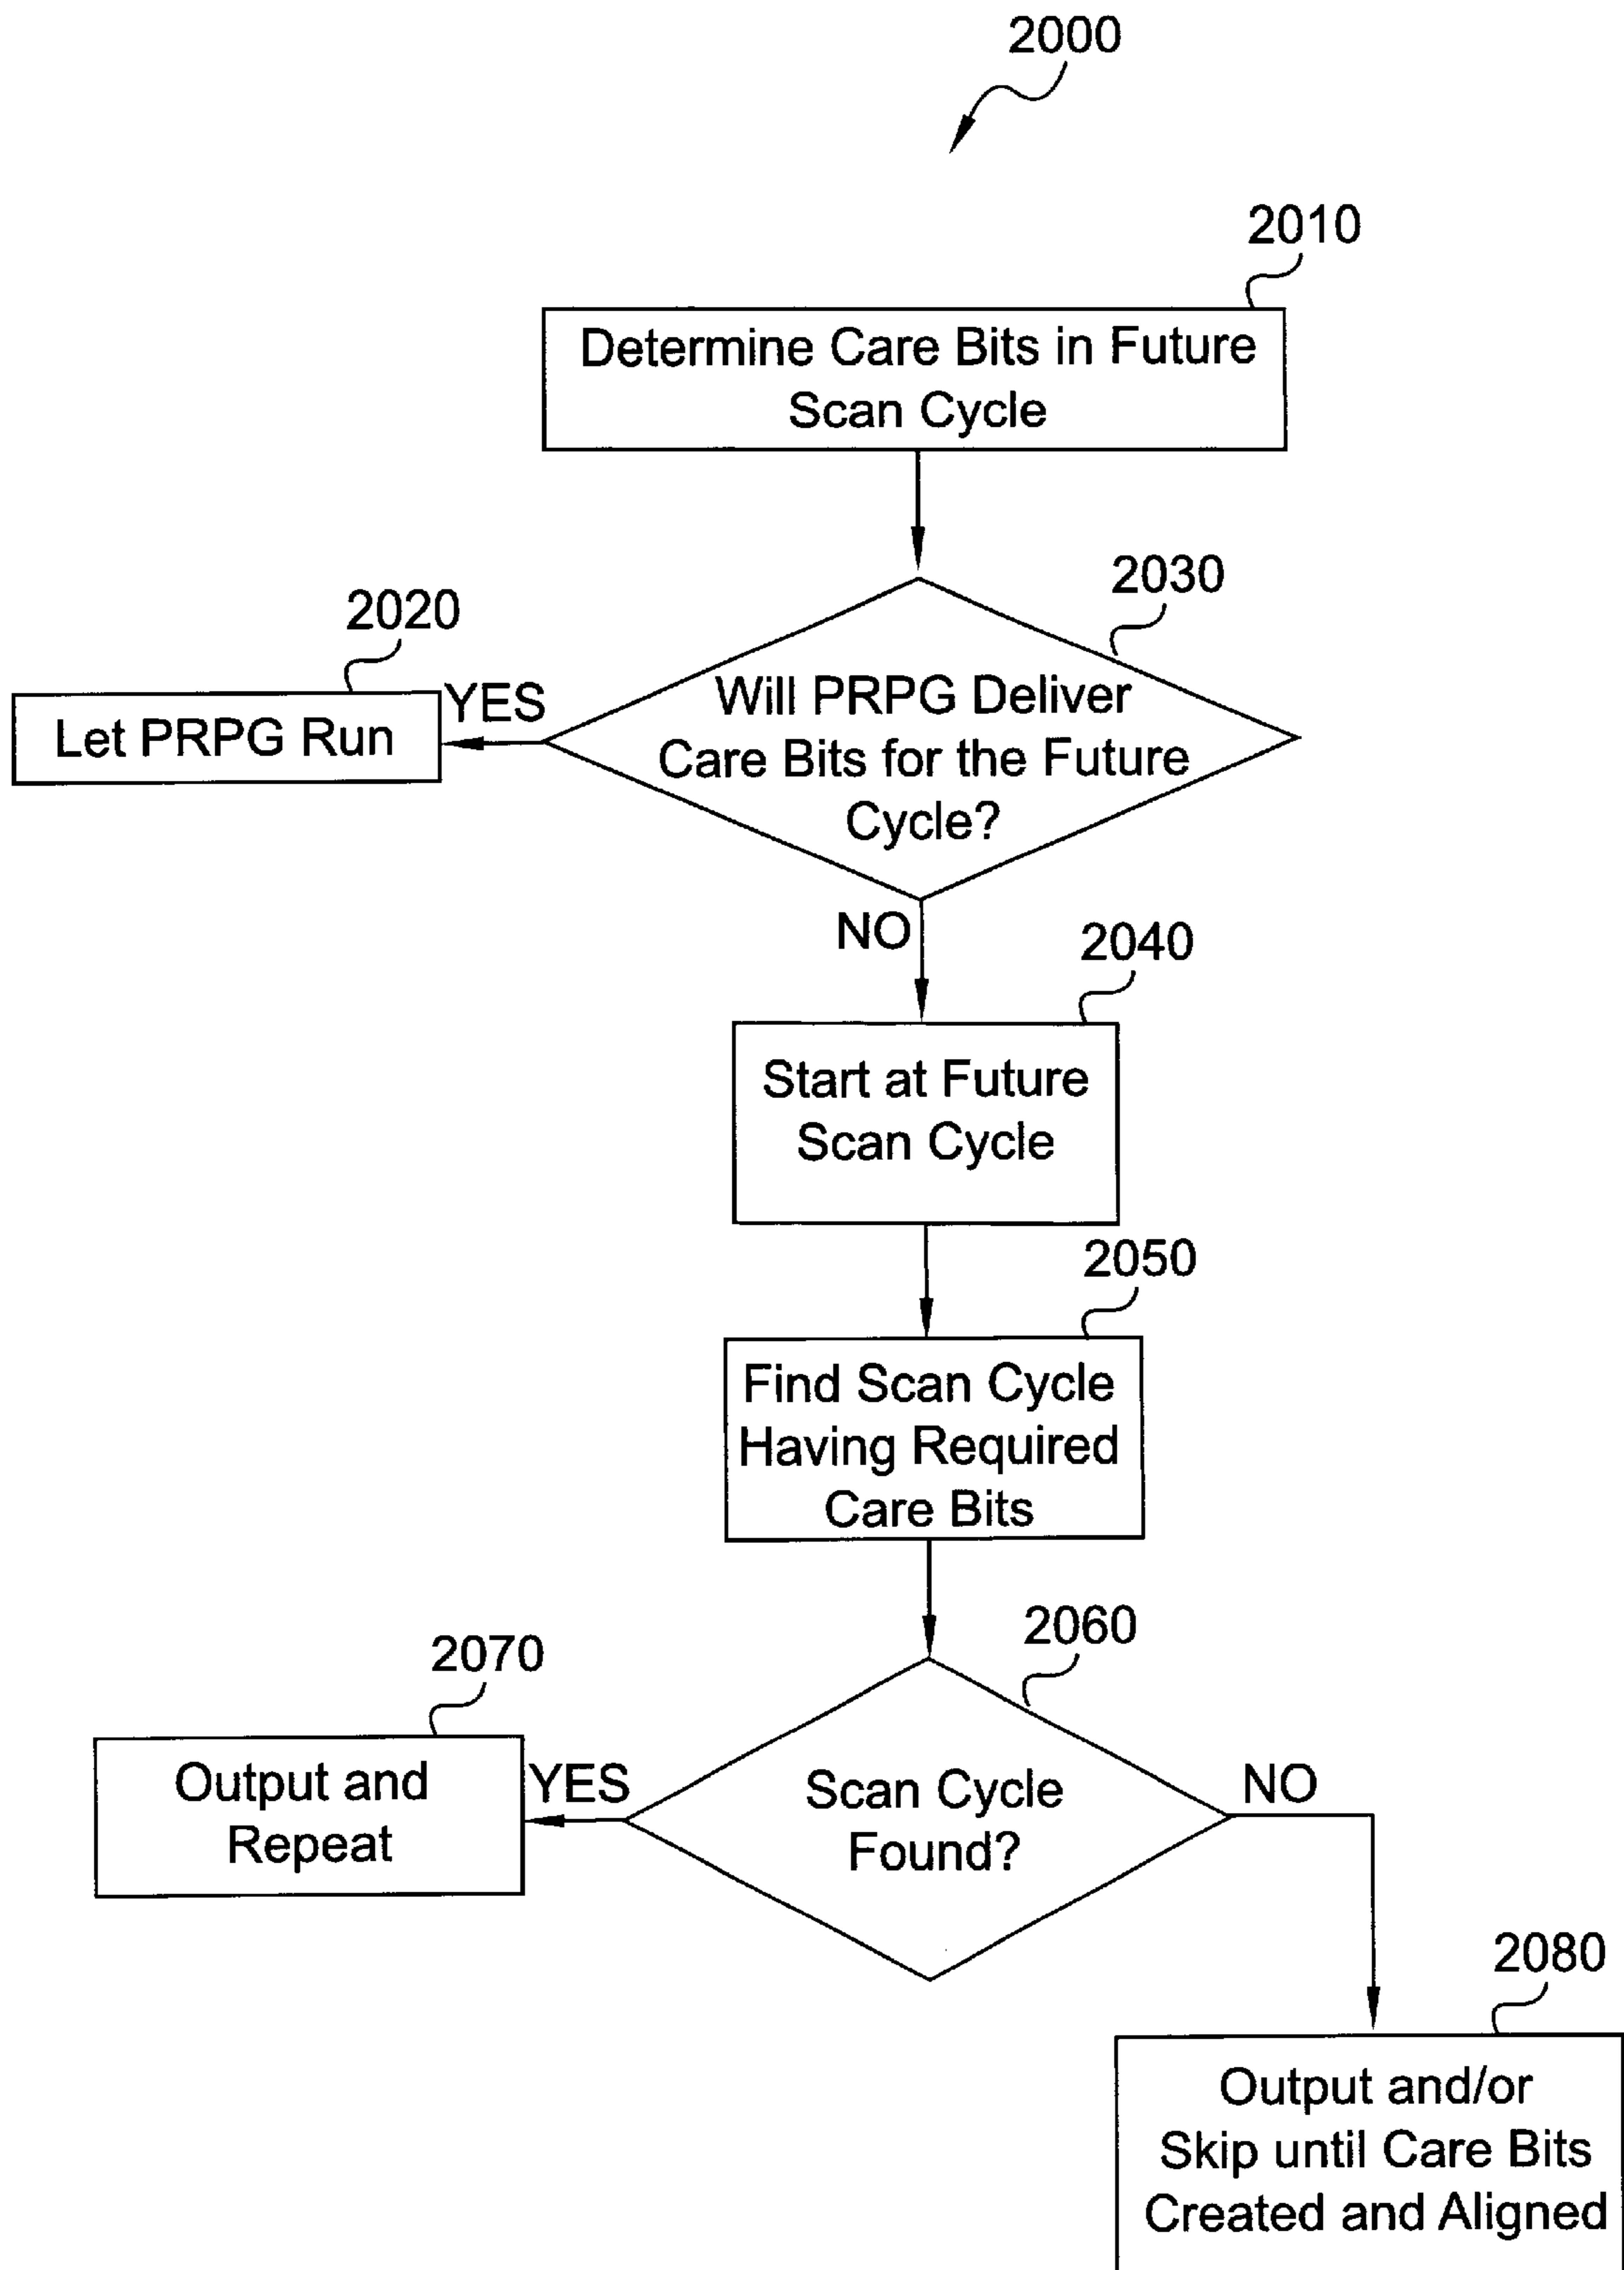 2000
2010
Determine Care Bits in Future
Scan Cycle
2030
2020
YES
Let PRPG Run
Will PRPG Deliver
Care Bits for the Future
Cycle?
NO
2040
Start at Future
Scan Cycle
2050
Find Scan Cycle
Having Required
Care Bits
2060
2070
Output and
Repeat
YES
Scan Cycle
Found?
NO
2080
Output and/or
Skip until Care Bits
Created and Aligned